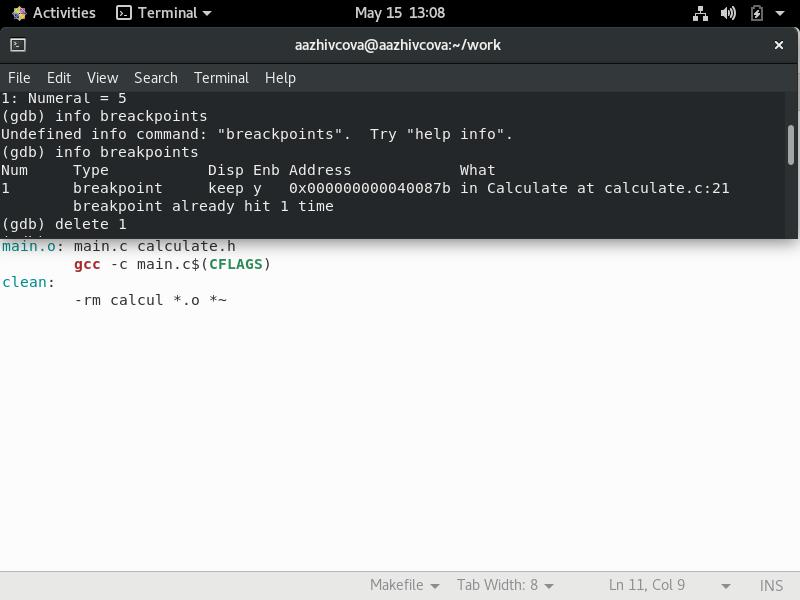 Activities Terminal May 15 13:08
aazhivcova@aazhivcova:~/work
File Edit View Search Terminal Help
1: Numeral = 5
(gdb) info breackpoints
Undefined info command: "breackpoints". Try "help info".
(gdb) info breakpoints
Num Type Disp Enb Address What
1 breakpoint keep y 0x000000000040087b in Calculate at calculate.c:21
breakpoint already hit 1 time
(gdb) delete 1
main.o: main.c calculate.h
gcc -c main.c$(CFLAGS)
clean:
-rm calcul *.o *~
Makefile Tab Width: 8 Ln 11, Col 9 INS